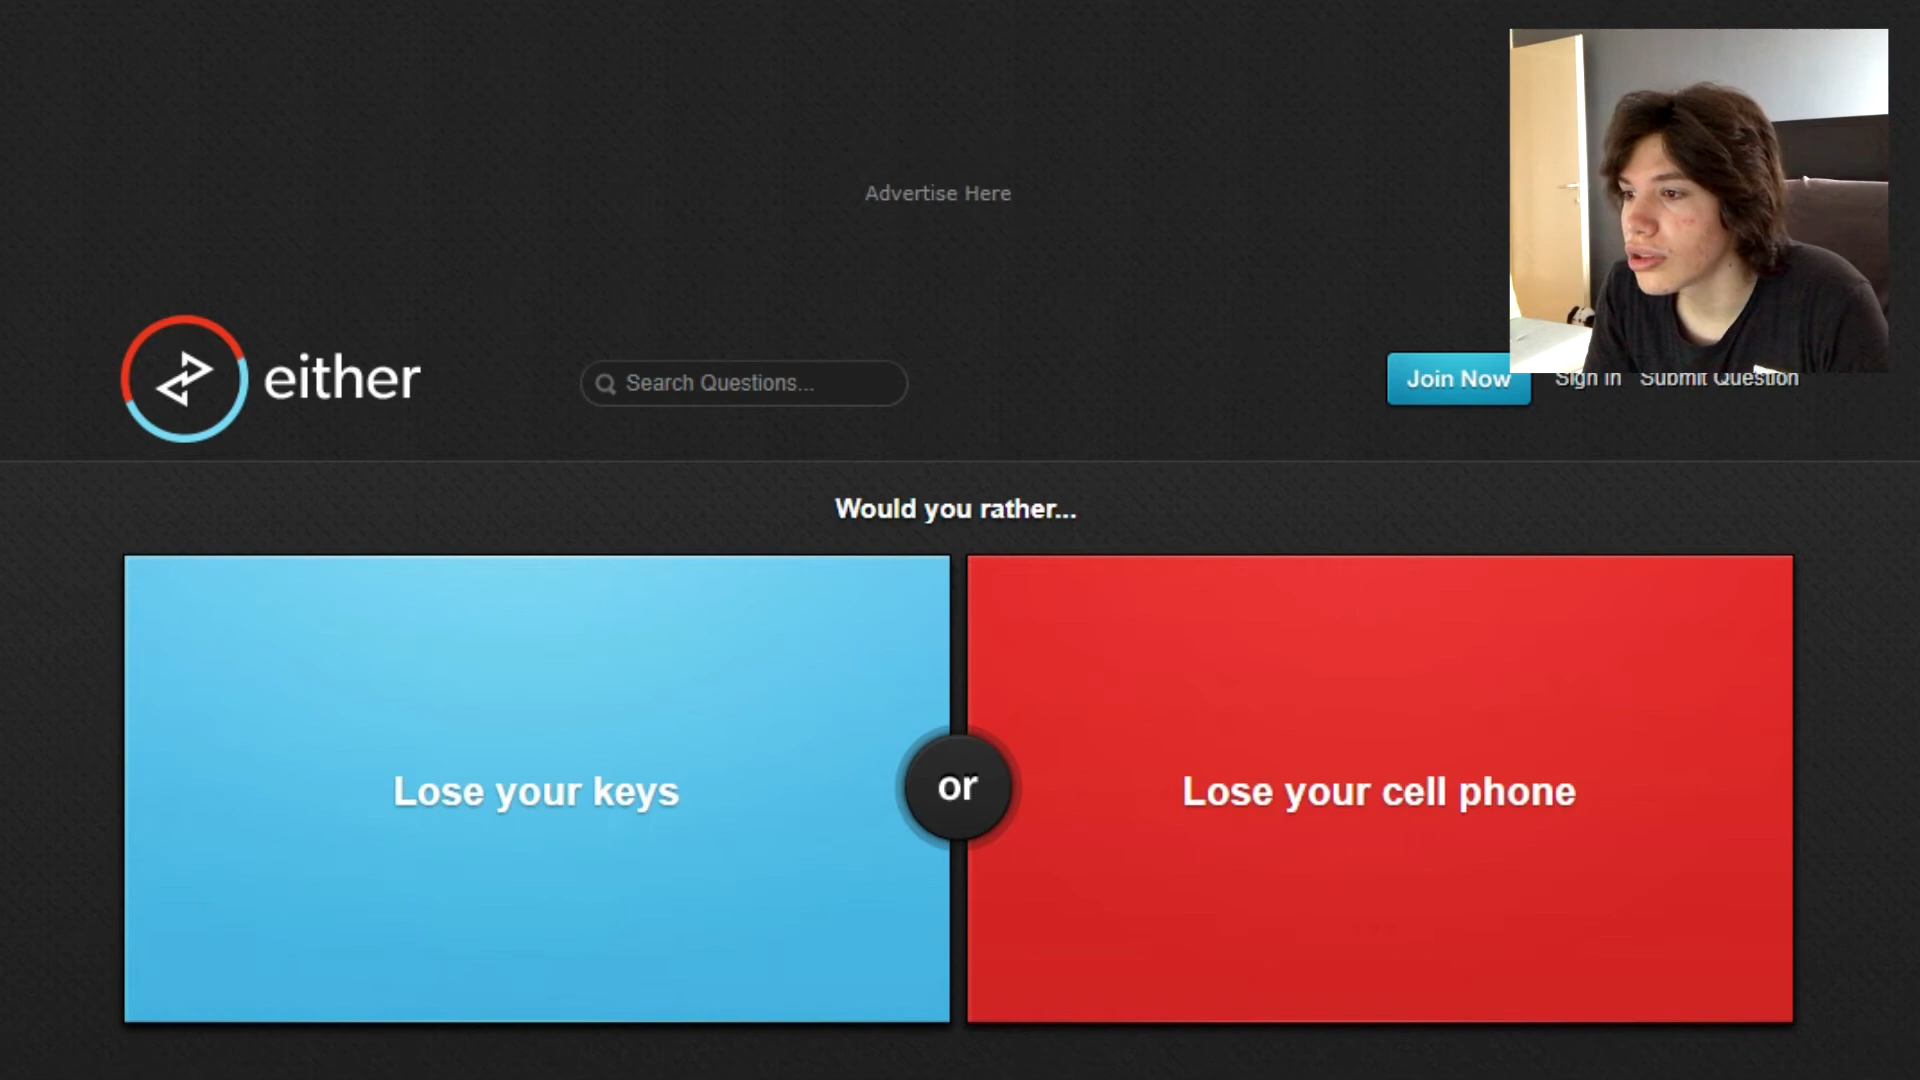 Advertise Here
either
Search Questions...
Join Now
Sign In
Submit Question
Would you rather...
Lose your keys
or
Lose your cell phone